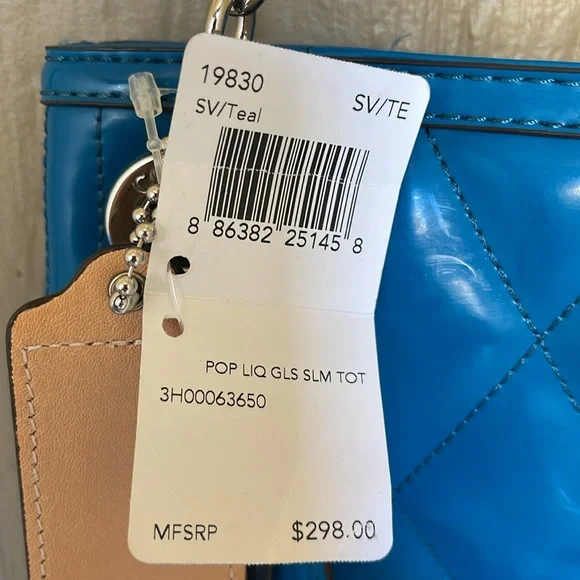 19830
SV/Teal SV/TE
8 86382 25145 8
POP LIQ GLS SLM TOT
3H00063650
MFSRP $298.00